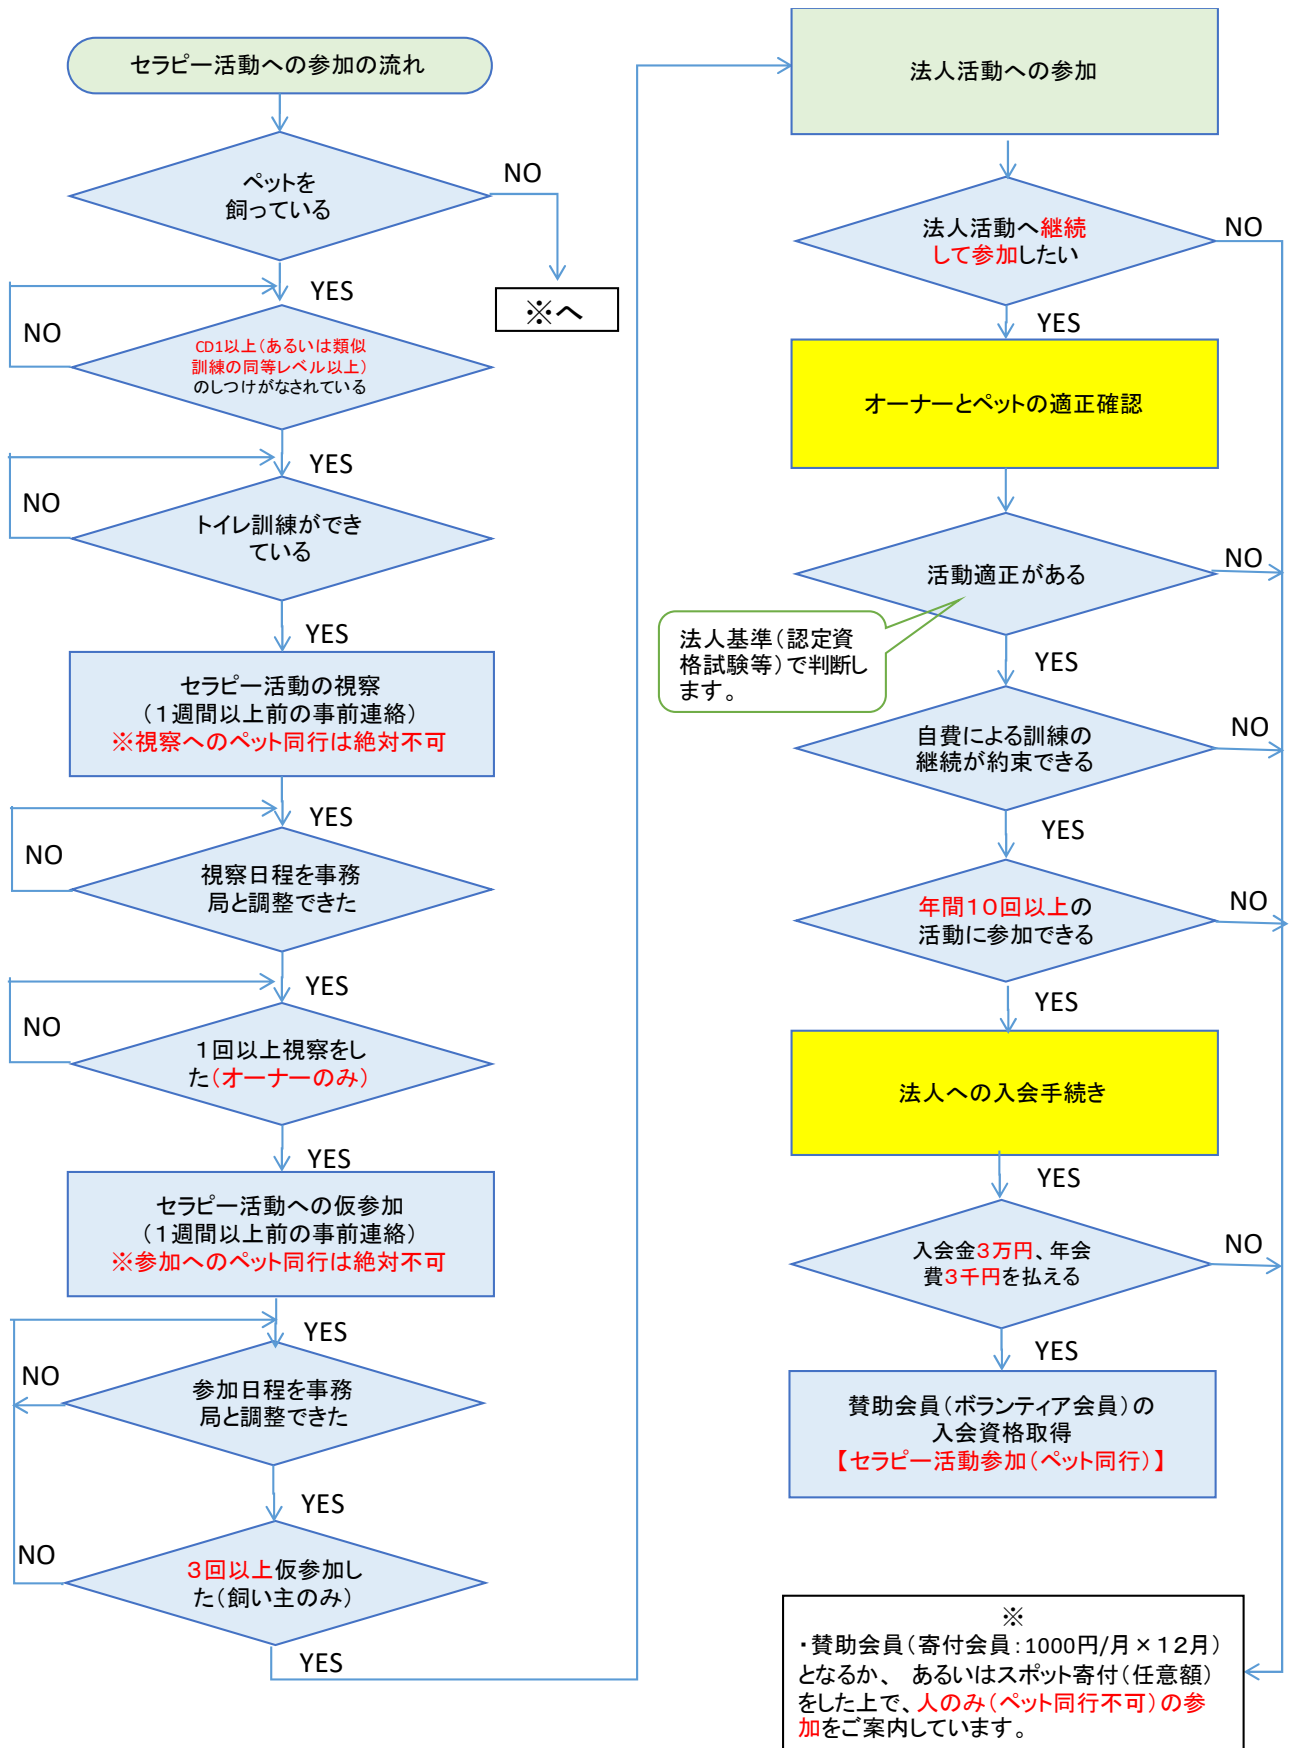 セラピー活動への参加の流れ
ペットを
飼っている
NO
※へ
YES
NO
CD1以上(あるいは類似
訓練の同等レベル以上)
のしつけがなされている
YES
NO
トイレ訓練ができ
ている
YES
セラピー活動の視察
(1週間以上前の事前連絡)
※視察へのペット同行は絶対不可
YES
NO
視察日程を事務
局と調整できた
YES
NO
1回以上視察をし
た(オーナーのみ)
YES
セラピー活動への仮参加
(1週間以上前の事前連絡)
※参加へのペット同行は絶対不可
YES
NO
参加日程を事務
局と調整できた
YES
NO
3回以上仮参加し
た(飼い主のみ)
YES
法人活動への参加
法人活動へ継続
して参加したい
NO
YES
オーナーとペットの適正確認
活動適正がある
NO
法人基準(認定資
格試験等)で判断し
ます。
YES
自費による訓練の
継続が約束できる
NO
YES
年間10回以上の
活動に参加できる
NO
YES
法人への入会手続き
YES
入会金3万円、年会
費3千円を払える
NO
YES
賛助会員(ボランティア会員)の
入会資格取得
【セラピー活動参加(ペット同行)】
※
・賛助会員(寄付会員:1000円/月×12月)
となるか、 あるいはスポット寄付(任意額)
をした上で、人のみ(ペット同行不可)の参
加をご案内しています。